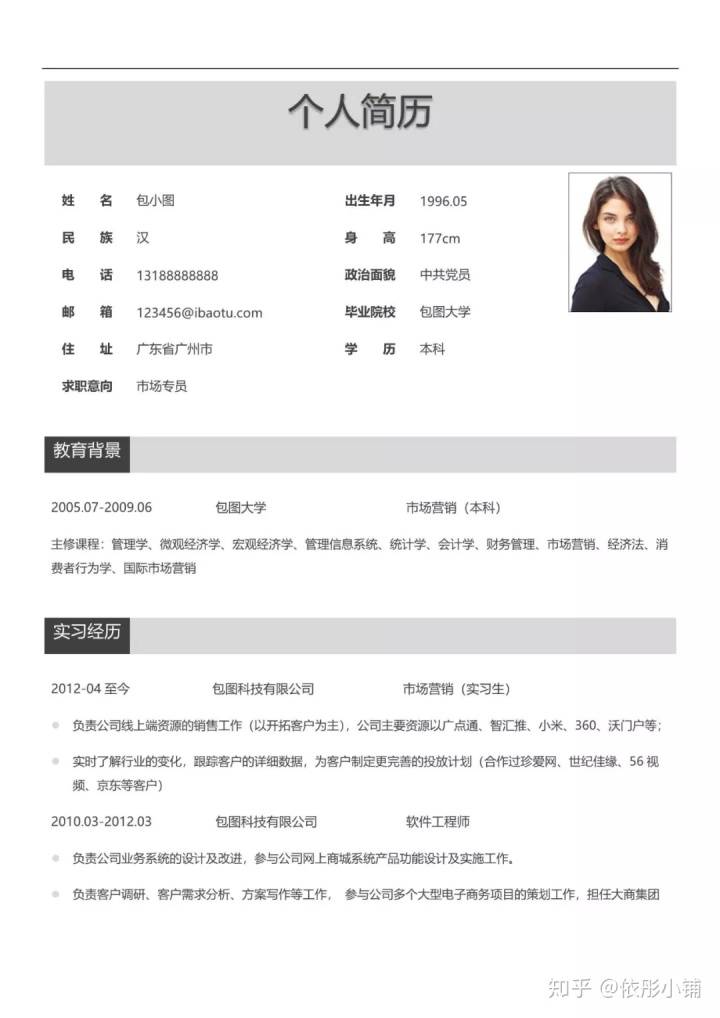 个人简历
姓 名 包小图 出生年月 1996.05
民 族 汉 身 高 177cm
电 话 13188888888 政治面貌 中共党员
邮 箱 123456@ibaotu.com 毕业院校 包图大学
住 址 广东省广州市 学 历 本科
求职意向 市场专员
教育背景
2005.07-2009.06 包图大学 市场营销（本科）
主修课程：管理学、微观经济学、宏观经济学、管理信息系统、统计学、会计学、财务管理、市场营销、经济法、消
费者行为学、国际市场营销
实习经历
2012-04 至今 包图科技有限公司 市场营销（实习生）
负责公司线上端资源的销售工作（以开拓客户为主），公司主要资源以广点通、智汇推、小米、360、沃门户等；
实时了解行业的变化，跟踪客户的详细数据，为客户制定更完善的投放计划（合作过珍爱网、世纪佳缘、56 视
频、京东等客户）
2010.03-2012.03 包图科技有限公司 软件工程师
负责公司业务系统的设计及改进，参与公司网上商城系统产品功能设计及实施工作。
负责客户调研、客户需求分析、方案写作等工作， 参与公司多个大型电子商务项目的策划工作，担任大商集团
知乎 @依彤小铺